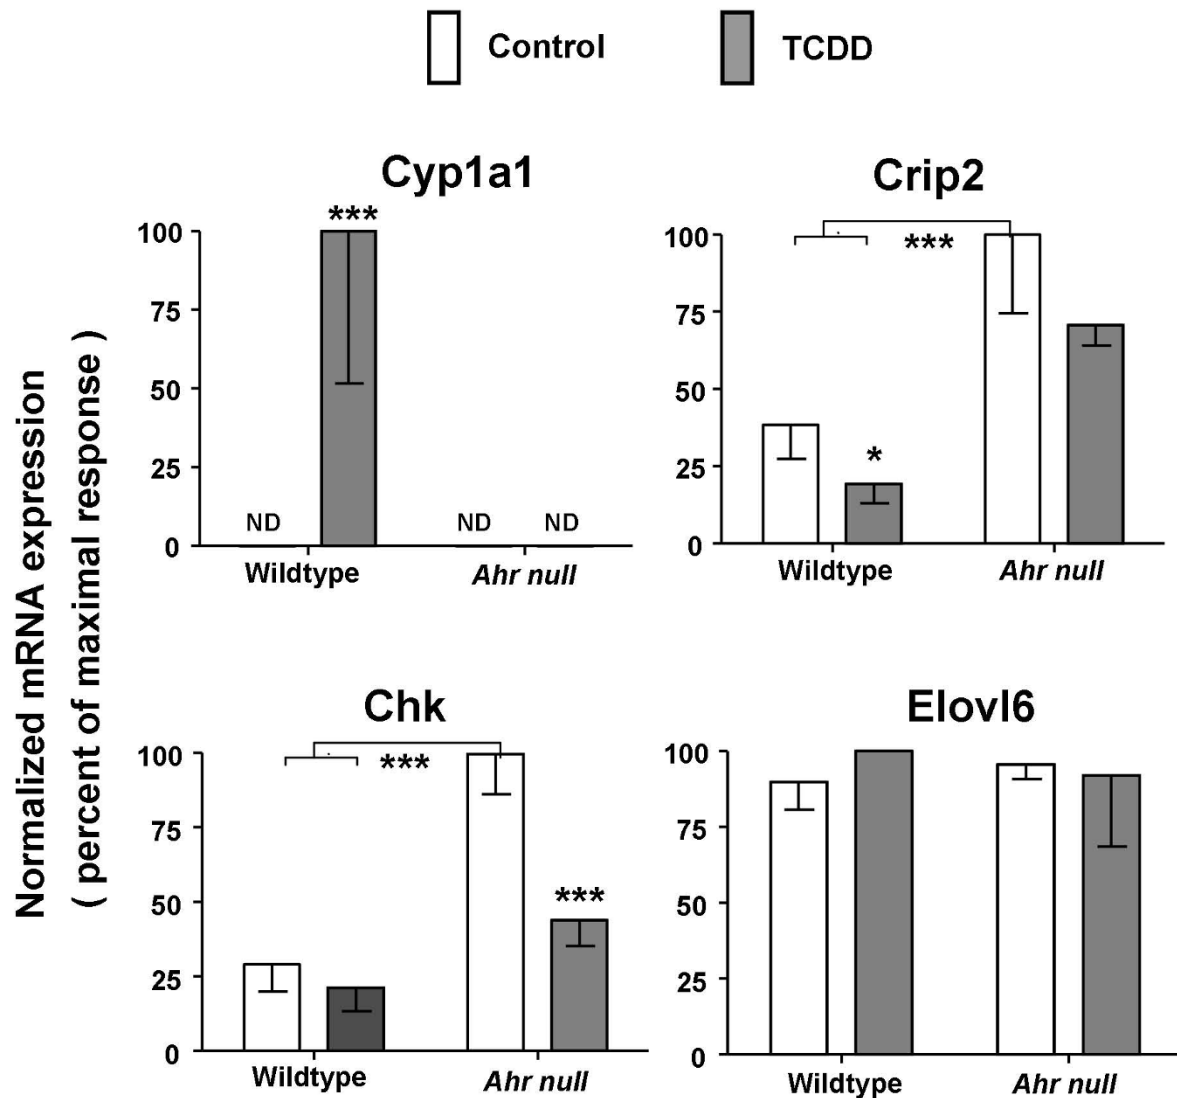 Control TCDD
Normalized mRNA expression
( percent of maximal response )
Cyp1a1
***
100
75
50
25
0
ND ND ND
Wildtype Ahr null
Crip2
***
*
100
75
50
25
0
Wildtype Ahr null
Chk
***
***
100
75
50
25
0
Wildtype Ahr null
Elovl6
100
75
50
25
0
Wildtype Ahr null